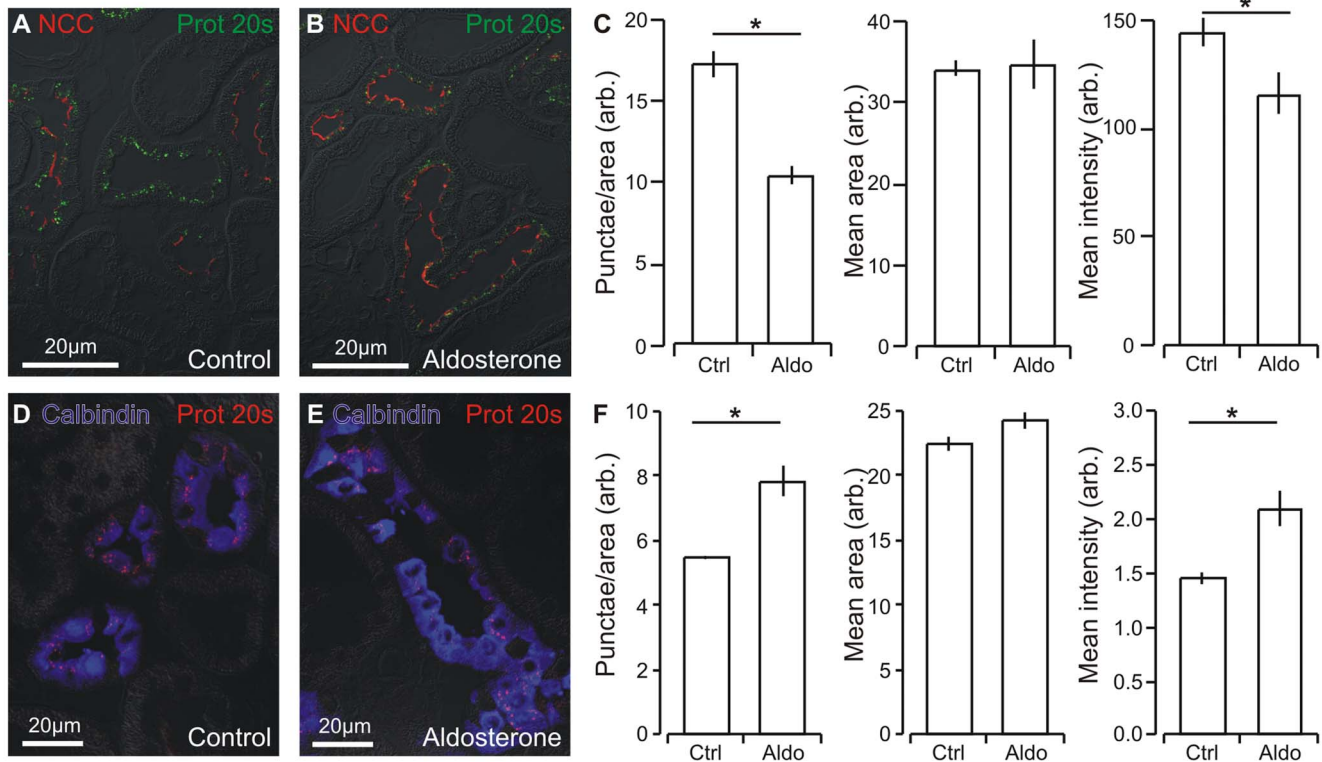 A NCC Prot 20s
20µm Control
B NCC Prot 20s
20µm Aldosterone
C
Punctae/area (arb.)
20
15
10
5
0
*
Ctrl Aldo
Mean area (arb.)
40
30
20
10
0
Ctrl Aldo
Mean intensity (arb.)
150
100
50
0
*
Ctrl Aldo
D Calbindin Prot 20s
20µm Control
E Calbindin Prot 20s
20µm Aldosterone
F
Punctae/area (arb.)
10
8
6
4
2
0
*
Ctrl Aldo
Mean area (arb.)
25
20
15
10
5
0
Ctrl Aldo
Mean intensity (arb.)
3.0
2.5
2.0
1.5
1.0
0.5
0.0
*
Ctrl Aldo